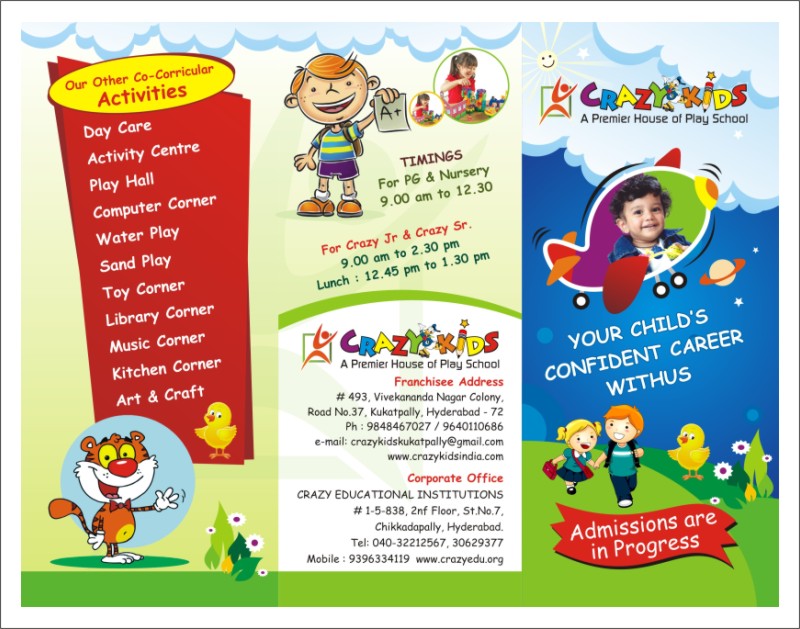 Our Other Co-Corricular
Activities
Day Care
Activity Centre
Play Hall
Computer Corner
Water Play
Sand Play
Toy Corner
Library Corner
Music Corner
Kitchen Corner
Art & Craft
A+
TIMINGS
For PG & Nursery
9.00 am to 12.30
For Crazy Jr & Crazy Sr.
9.00 am to 2.30 pm
Lunch : 12.45 pm to 1.30 pm
CRAZY KIDS
A Premier House of Play School
Franchisee Address
# 493, Vivekananda Nagar Colony,
Road No.37, Kukatpally, Hyderabad - 72
Ph : 9848467027 / 9640110686
e-mail: crazykidskukatpally@gmail.com
www.crazykidsindia.com
Corporate Office
CRAZY EDUCATIONAL INSTITUTIONS
# 1-5-838, 2nf Floor, St.No.7,
Chikkadapally, Hyderabad.
Tel: 040-32212567, 30629377
Mobile : 9396334119 www.crazyedu.org
CRAZY KIDS
A Premier House of Play School
YOUR CHILD'S
CONFIDENT CAREER
WITHUS
Admissions are
in Progress